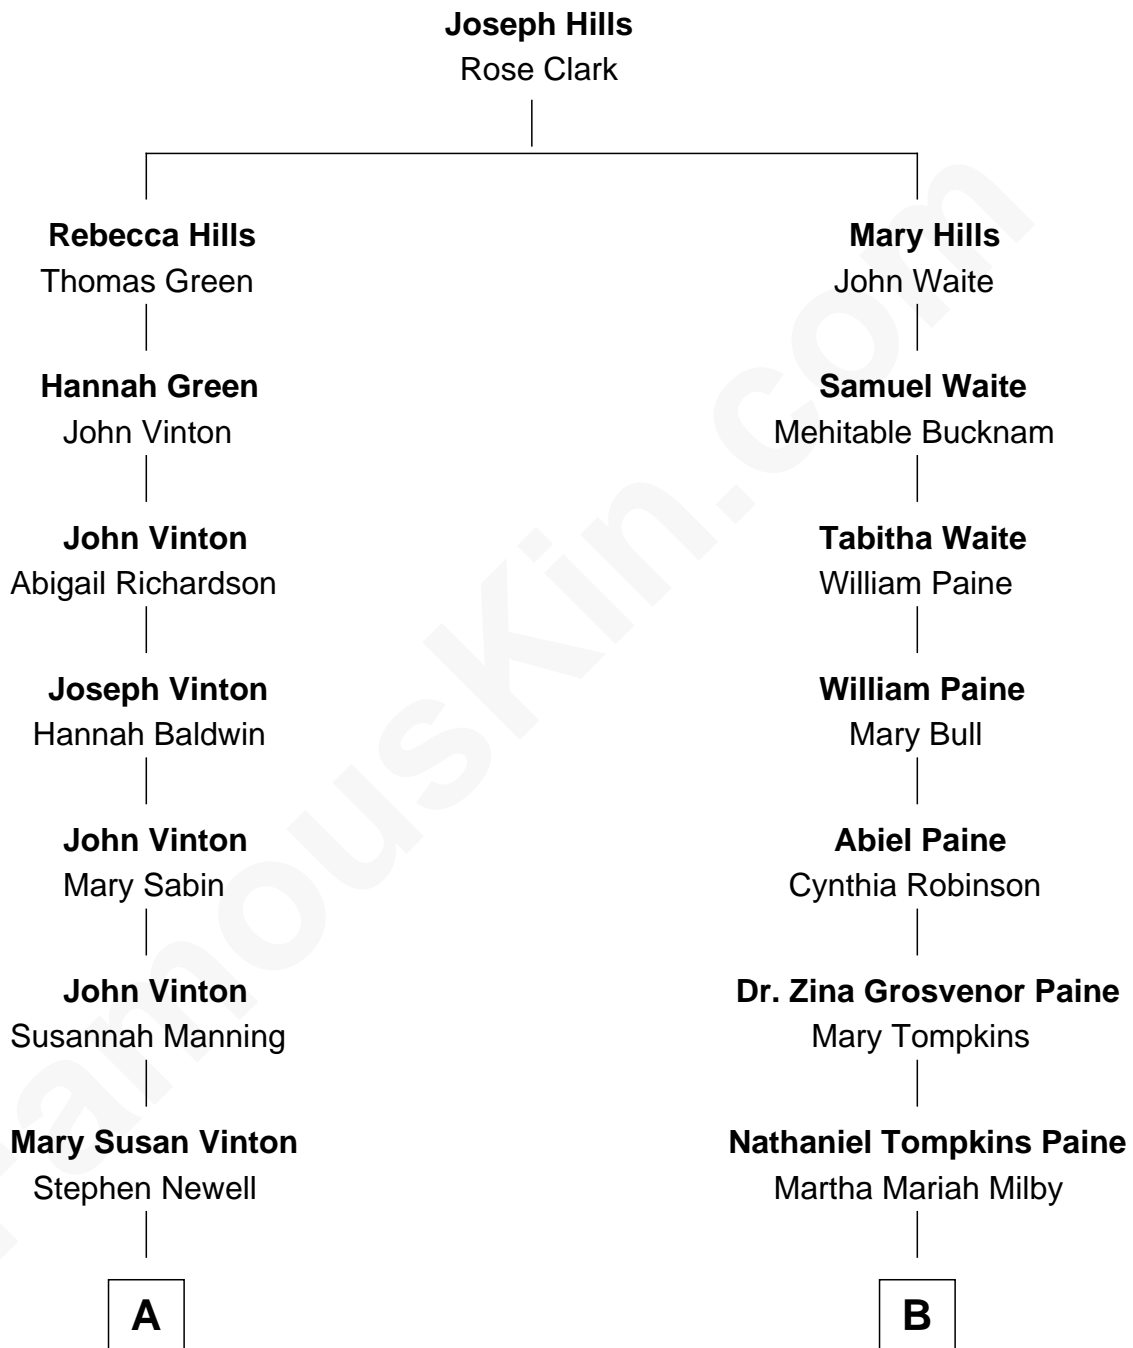 Joseph Hills
Rose Clark
Rebecca Hills
Thomas Green
Hannah Green
John Vinton
John Vinton
Abigail Richardson
Joseph Vinton
Hannah Baldwin
John Vinton
Mary Sabin
John Vinton
Susannah Manning
Mary Susan Vinton
Stephen Newell
A
Mary Hills
John Waite
Samuel Waite
Mehitable Bucknam
Tabitha Waite
William Paine
William Paine
Mary Bull
Abiel Paine
Cynthia Robinson
Dr. Zina Grosvenor Paine
Mary Tompkins
Nathaniel Tompkins Paine
Martha Mariah Milby
B
FamousKin.com